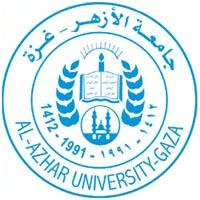 جامعة الأزهر - غزة
1412 - 1991 - ١٩٩١ - ١٤١٢
AL-AZHAR UNIVERSITY-GAZA